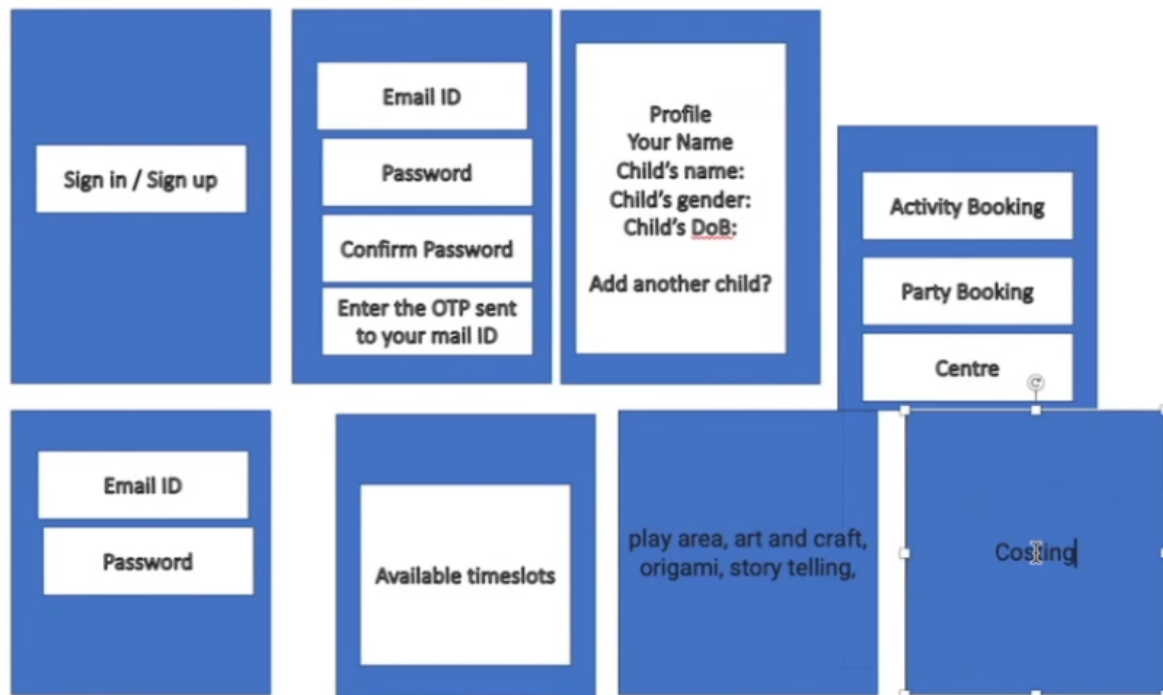 Sign in / Sign up
Email ID
Password
Confirm Password
Enter the OTP sent
to your mail ID
Profile
Your Name
Child's name:
Child's gender:
Child's DoB:
Add another child?
Activity Booking
Party Booking
Centre
Email ID
Password
Available timeslots
play area, art and craft,
origami, story telling,
Costing